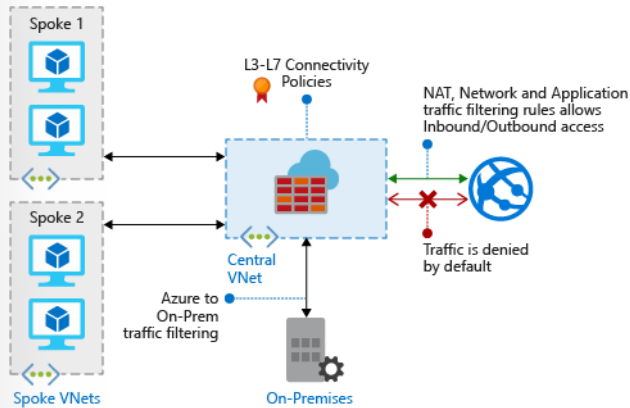 Spoke 1
L3-L7 Connectivity
Policies
NAT, Network and Application
traffic filtering rules allows
Inbound/Outbound access
Spoke 2
Central
VNet
Traffic is denied
by default
Azure to
On-Prem
traffic filtering
Spoke VNets
On-Premises